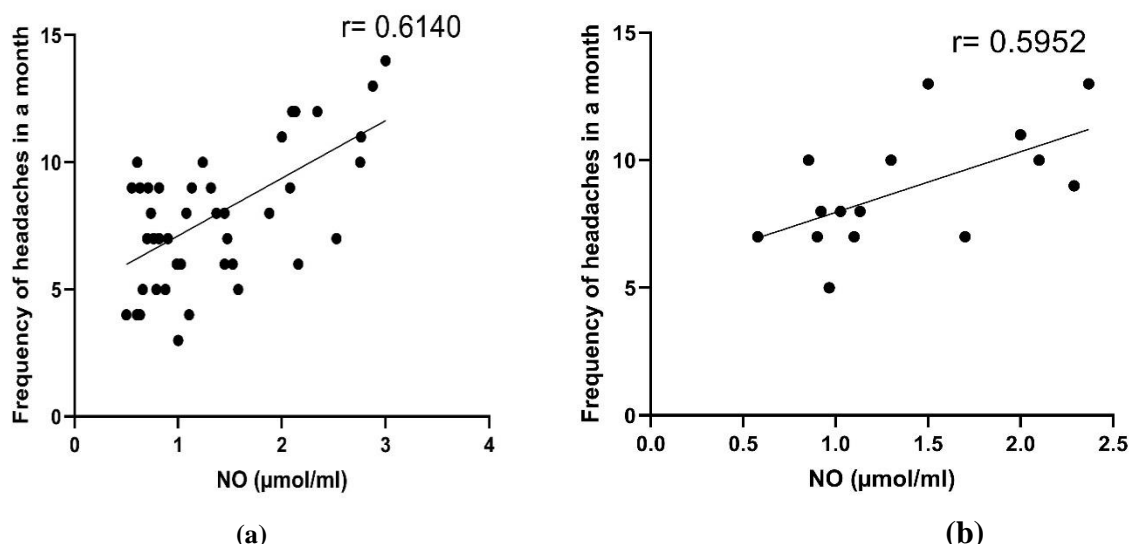 r= 0.6140
Frequency of headaches in a month
15
10
5
0
0
1
2
3
4
NO (µmol/ml)
(a)
r= 0.5952
Frequency of headaches in a month
15
10
5
0
0.0
0.5
1.0
1.5
2.0
2.5
NO (µmol/ml)
(b)